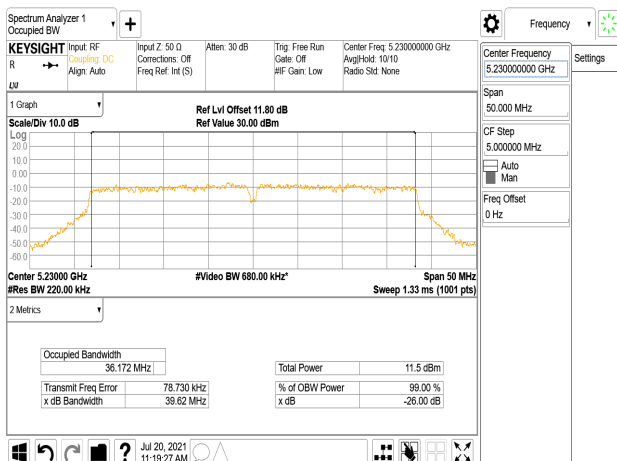 Spectrum Analyzer 1
Occupied BW
Frequency
KEYSIGHT
R
Input: RF
Coupling: DC
Align: Auto
Input Z: 50 Ω
Corrections: Off
Freq Ref: Int (S)
Atten: 30 dB
Trig: Free Run
Gate: Off
#IF Gain: Low
Center Freq: 5.230000000 GHz
Avg|Hold: 10/10
Radio Std: None
Center Frequency
5.230000000 GHz
Settings
Span
50.000 MHz
CF Step
5.000000 MHz
Auto
Man
Freq Offset
0 Hz
1 Graph
Scale/Div 10.0 dB
Ref Lvl Offset 11.80 dB
Ref Value 30.00 dBm
Log
20.0
10.0
0.00
-10.0
-20.0
-30.0
-40.0
-50.0
-60.0
Center 5.23000 GHz
#Res BW 220.00 kHz
#Video BW 680.00 kHz*
Span 50 MHz
Sweep 1.33 ms (1001 pts)
2 Metrics
Occupied Bandwidth
36.172 MHz
Total Power 11.5 dBm
Transmit Freq Error 78.730 kHz
% of OBW Power 99.00 %
x dB Bandwidth 39.62 MHz
x dB -26.00 dB
?
Jul 20, 2021
11:19:27 AM